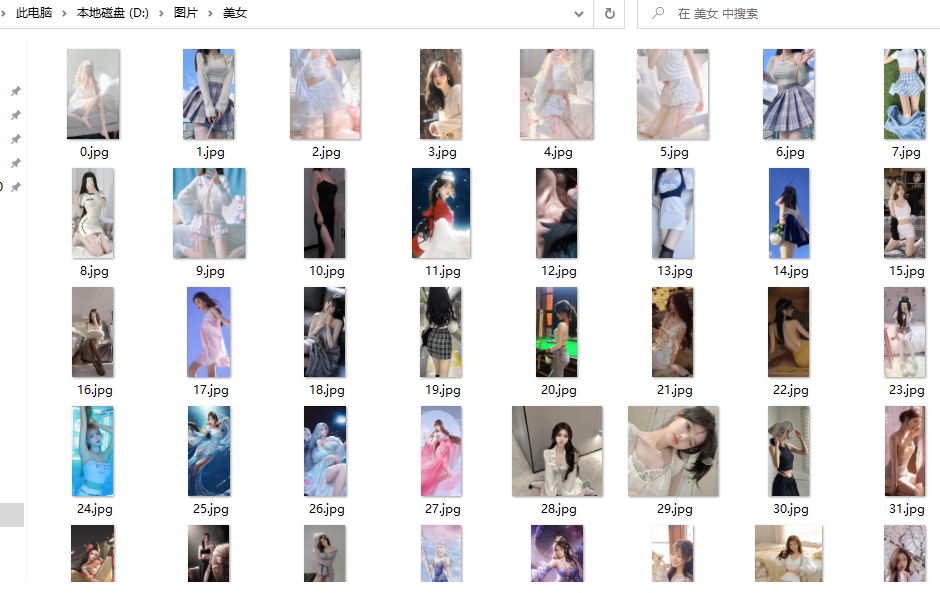 此电脑 › 本地磁盘 (D:) › 图片 › 美女
在 美女 中搜索
0.jpg 1.jpg 2.jpg 3.jpg 4.jpg 5.jpg 6.jpg 7.jpg
8.jpg 9.jpg 10.jpg 11.jpg 12.jpg 13.jpg 14.jpg 15.jpg
16.jpg 17.jpg 18.jpg 19.jpg 20.jpg 21.jpg 22.jpg 23.jpg
24.jpg 25.jpg 26.jpg 27.jpg 28.jpg 29.jpg 30.jpg 31.jpg